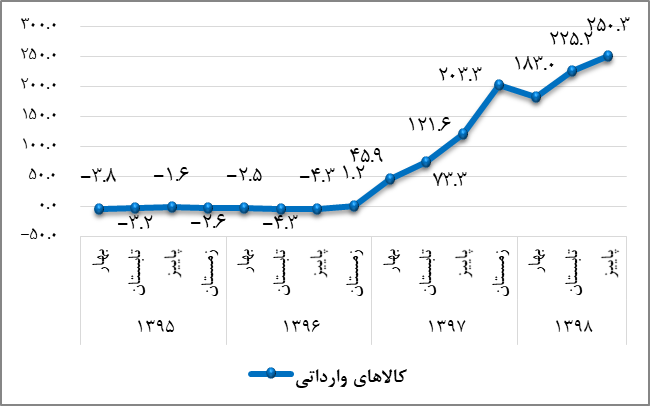 ۳۰۰.۰
۲۵۰.۰
۲۰۰.۰
۱۵۰.۰
۱۰۰.۰
۵۰.۰
۰.۰
-۵۰.۰
-۳.۸
-۳.۲
-۱.۶
-۲.۶
-۲.۵
-۴.۳
-۴.۳
۱.۲
۴۵.۹
۷۳.۳
۱۲۱.۶
۲۰۳.۳
۱۸۳.۰
۲۲۵.۲
۲۵۰.۳
بهار
تابستان
پاییز
زمستان
بهار
تابستان
پاییز
زمستان
بهار
تابستان
پاییز
زمستان
بهار
تابستان
پاییز
۱۳۹۵
۱۳۹۶
۱۳۹۷
۱۳۹۸
کالاهای وارداتی